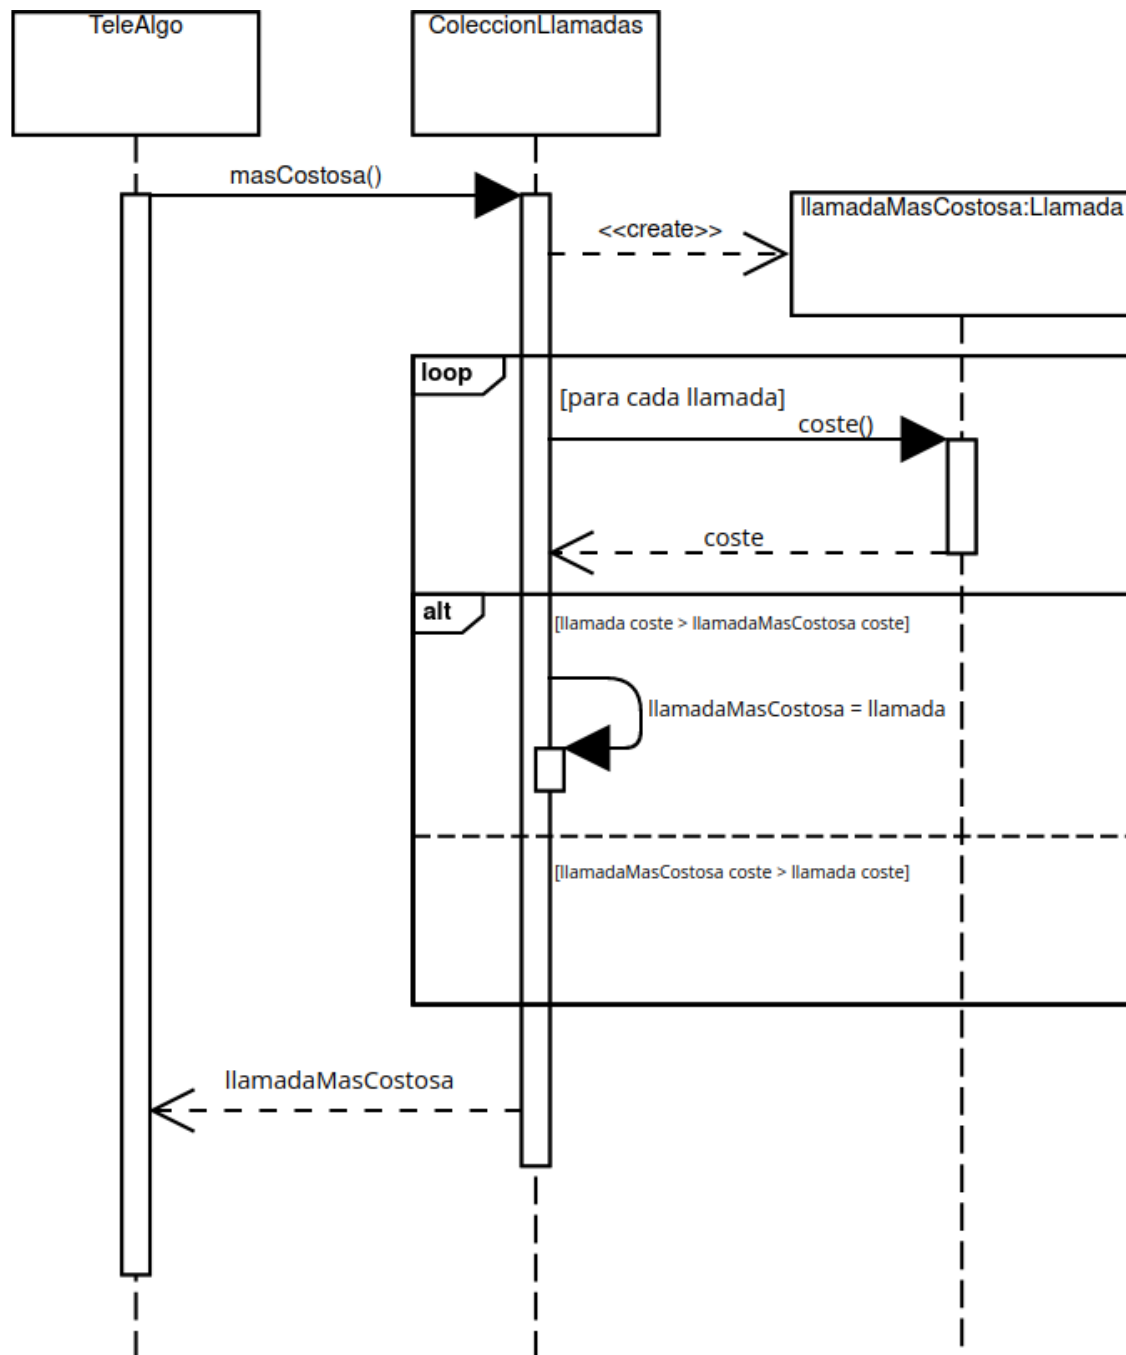 TeleAlgo
ColeccionLlamadas
masCostosa()
llamadaMasCostosa:Llamada
<<create>>
loop
[para cada llamada]
coste()
coste
alt
[llamada coste > llamadaMasCostosa coste]
llamadaMasCostosa = llamada
[llamadaMasCostosa coste > llamada coste]
llamadaMasCostosa